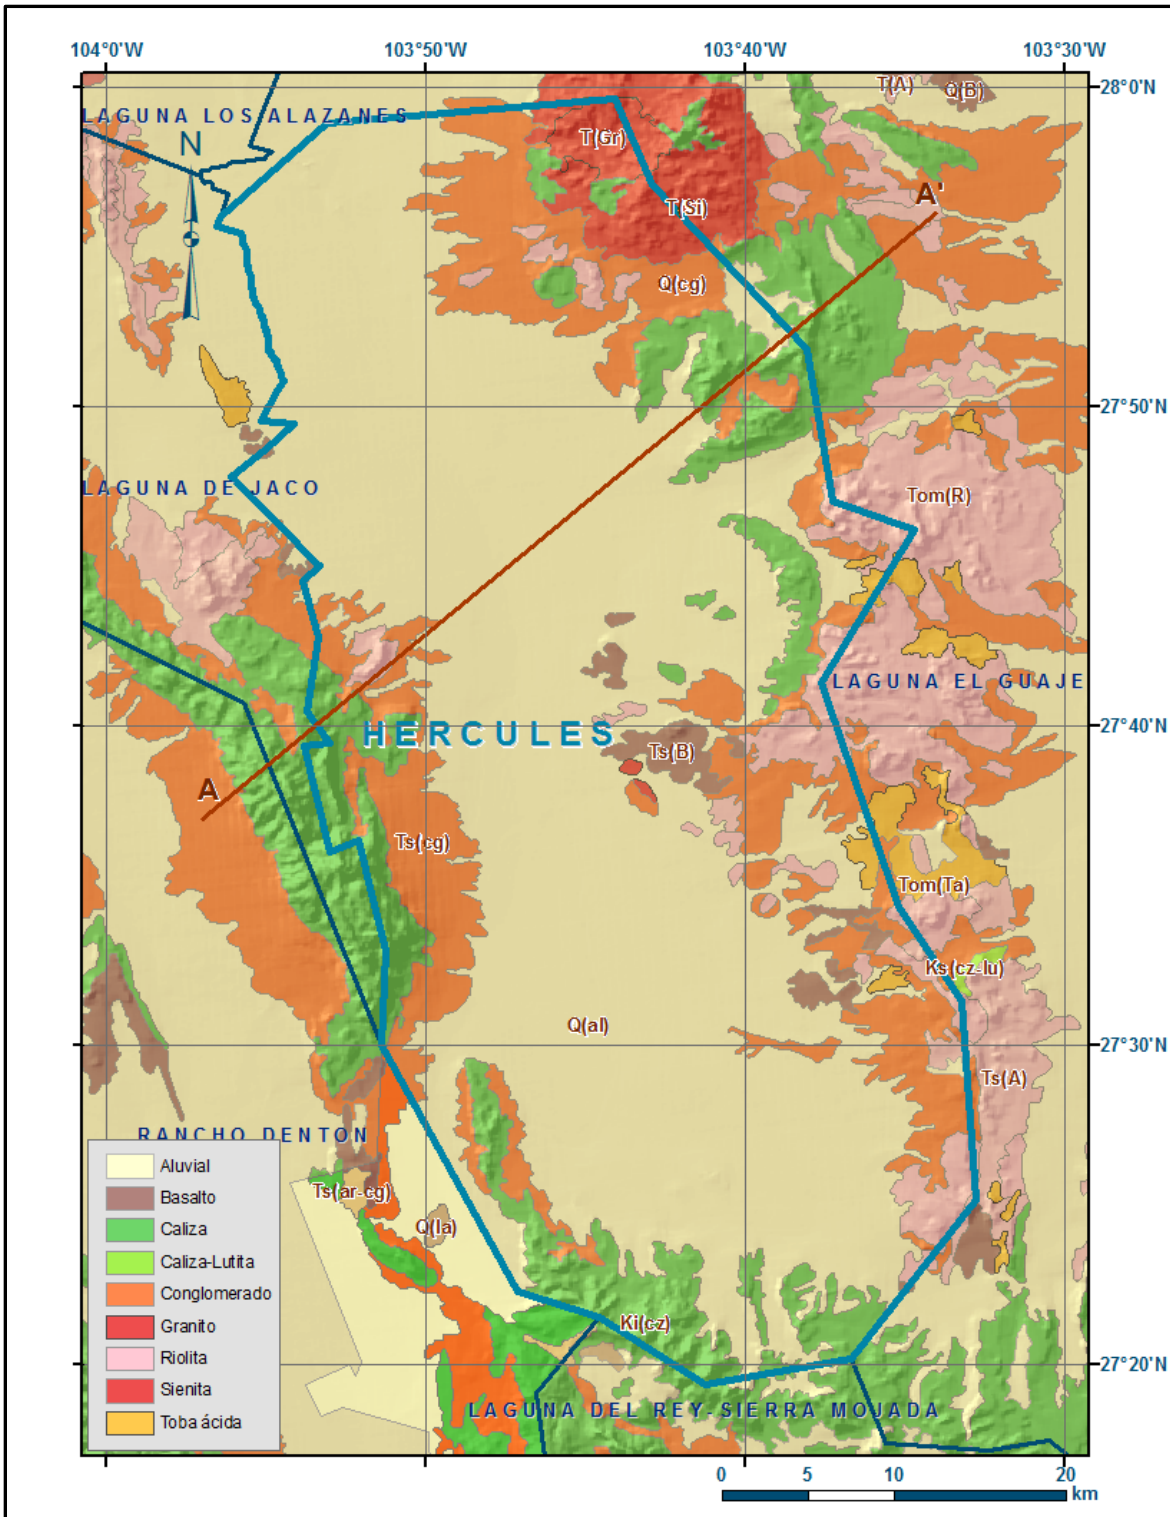 104°0'W 103°50'W 103°40'W 103°30'W
28°0'N
T(A)
Q(B)
LAGUNA LOS ALAZANES
N
T(Gr)
A'
T(Si)
Q(cg)
27°50'N
LAGUNA DE JACO
Tom(R)
LAGUNA EL GUAJE
27°40'N
HERCULES
Ts(B)
A
Ts(cg)
Tom(Ta)
Ks(cz-lu)
Q(al)
27°30'N
Ts(A)
RANCHO DENTON
Aluvial
Basalto
Caliza
Caliza-Lutita
Conglomerado
Granito
Riolita
Sienita
Toba ácida
Ts(ar-cg)
Q(la)
Ki(cz)
27°20'N
LAGUNA DEL REY-SIERRA MOJADA
0 5 10 20
km